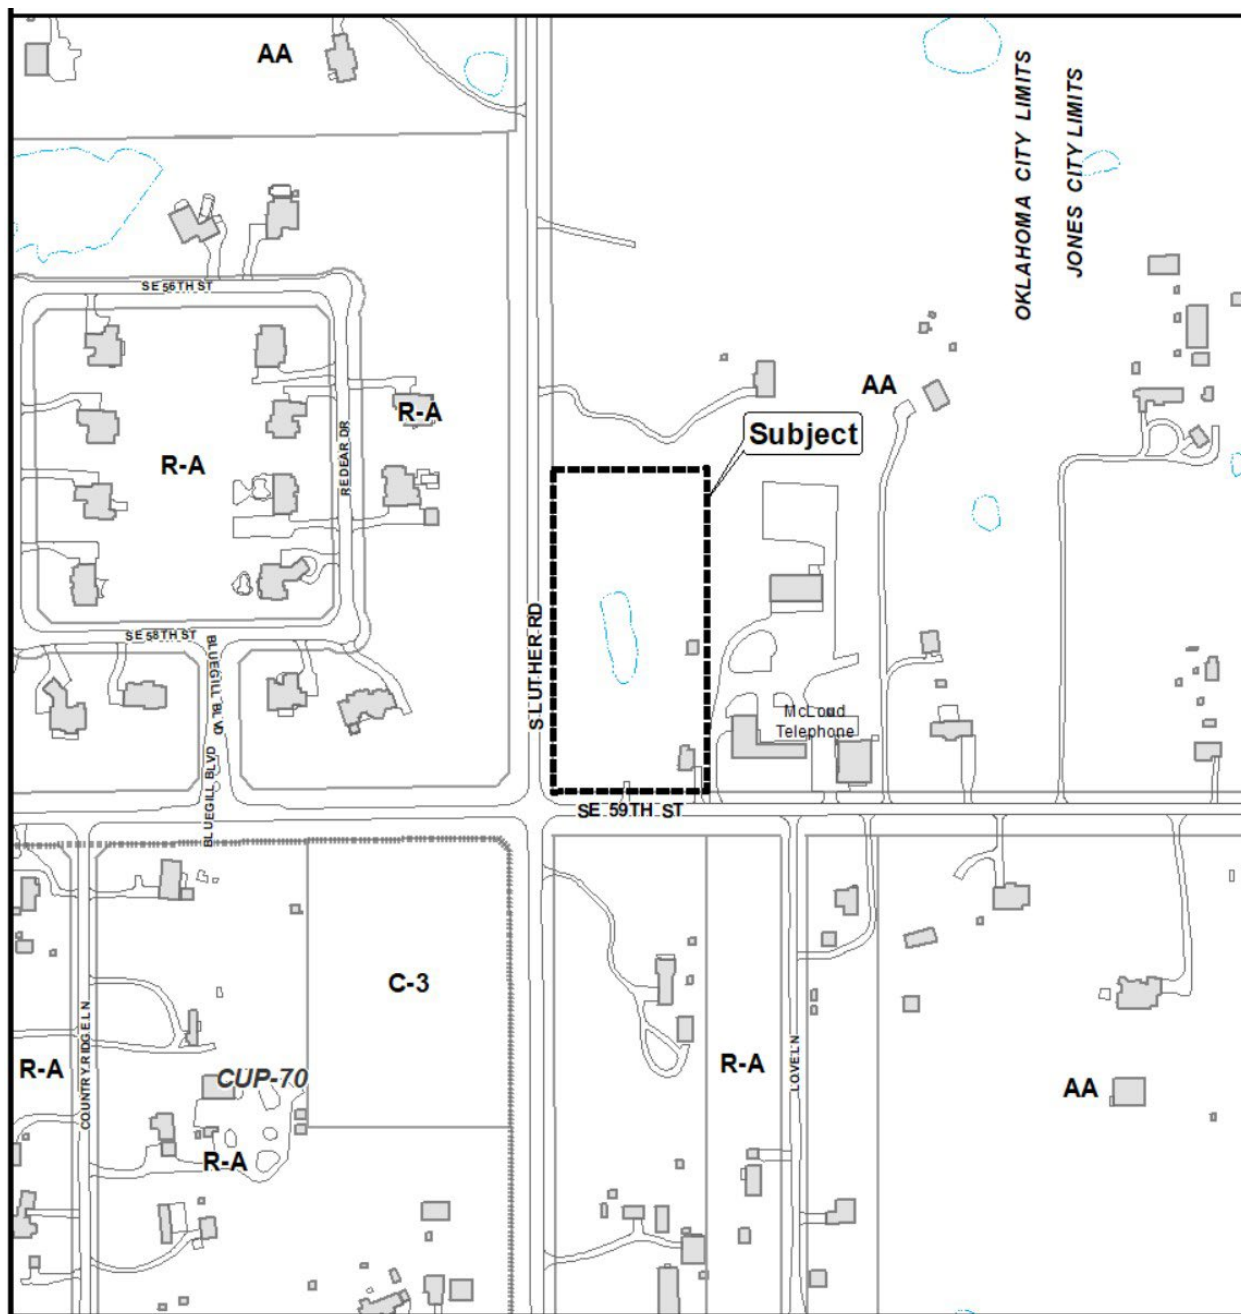 AA
OKLAHOMA CITY LIMITS
JONES CITY LIMITS
SE 56TH ST
AA
R-A
Subject
REDEAR DR
R-A
S LUTHER RD
SE 58TH ST
BLUEGILL BLVD
McLoud
Telephone
BLUEGILL BLVD
SE 59TH ST
C-3
COUNTRY RIDGE LN
R-A
CUP-70
R-A
LOVE LN
AA
R-A